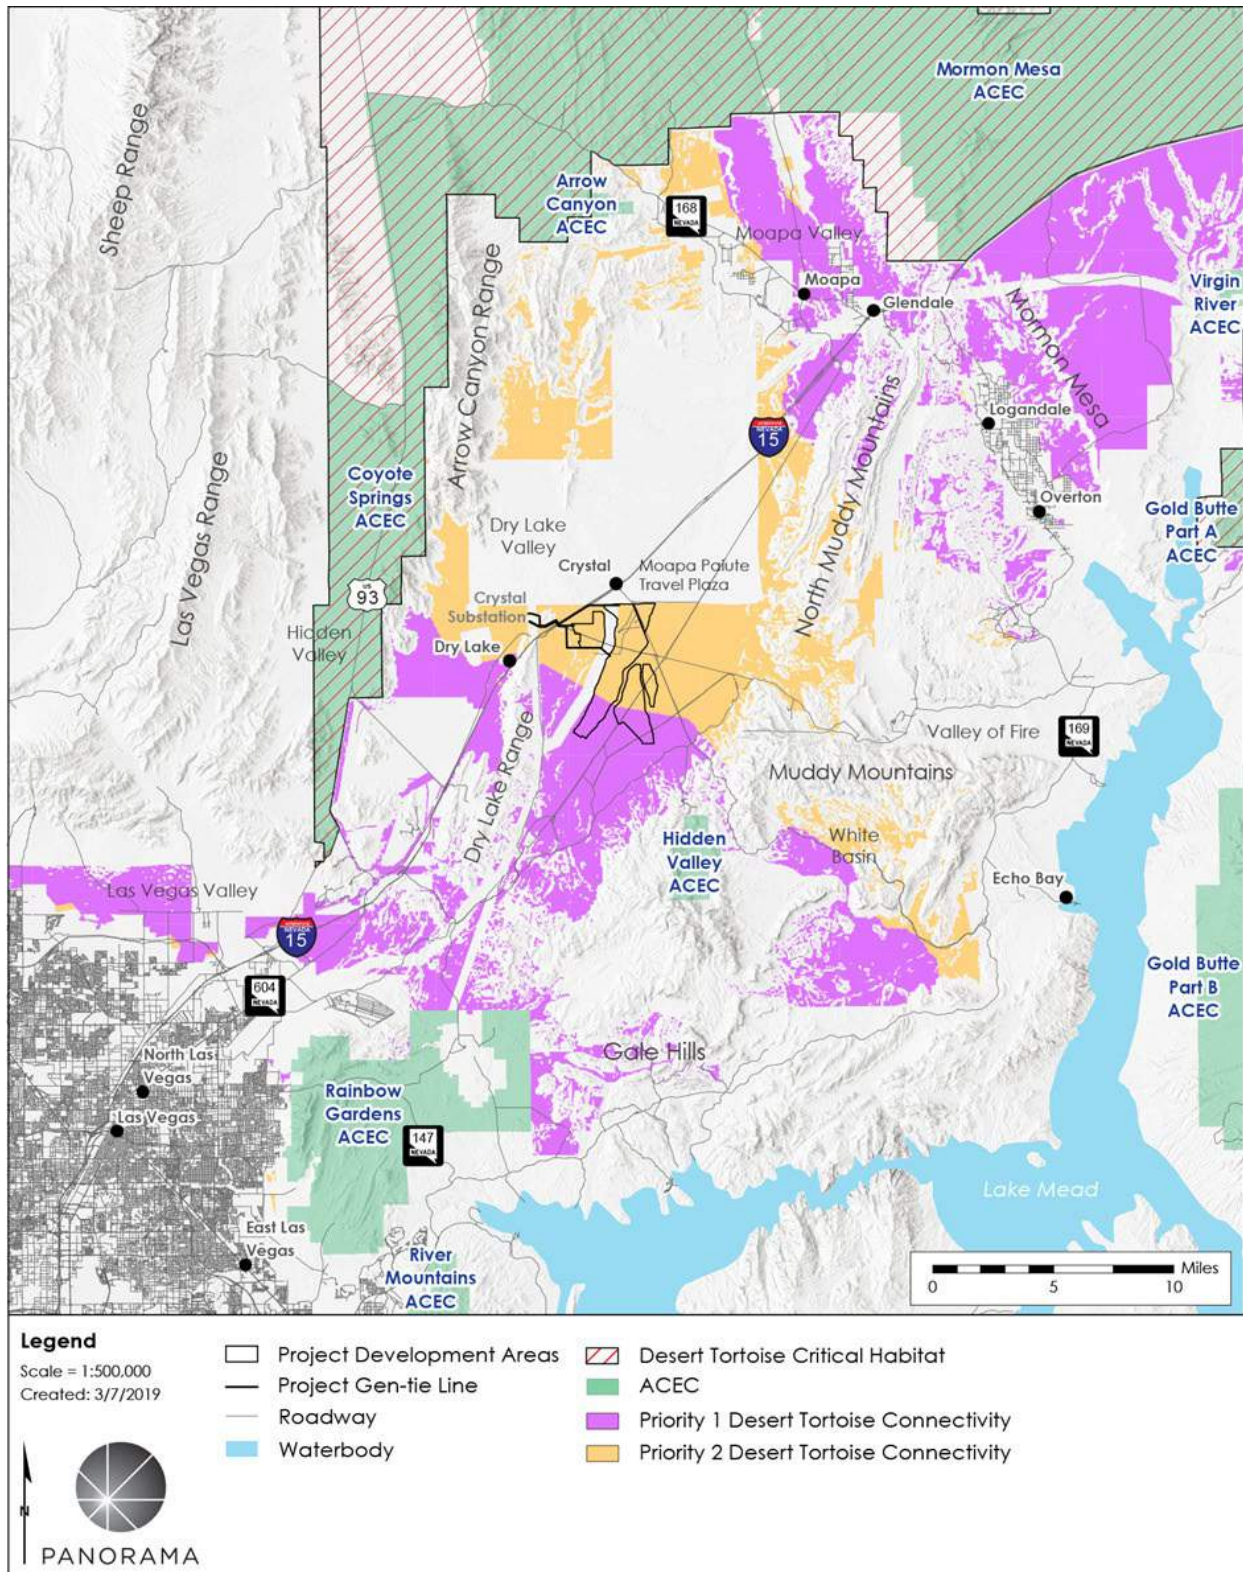 Mormon Mesa
ACEC
Sheep Range
Arrow
Canyon
ACEC
168
NEVADA
Moapa Valley
Moapa
Glendale
Virgin
River
ACEC
Arrow Canyon Range
Mormon Mesa
Logandale
NEVADA
15
Las Vegas Range
Coyote
Springs
ACEC
Overton
Gold Butte
Part A
ACEC
Dry Lake
Valley
North Muddy Mountains
Crystal
Moapa Paiute
Travel Plaza
US
93
Crystal
Substation
Hidden
Valley
Dry Lake
Valley of Fire
169
NEVADA
Muddy Mountains
Dry Lake Range
Hidden
Valley
ACEC
White
Basin
Echo Bay
Las Vegas Valley
NEVADA
15
604
NEVADA
Gold Butte
Part B
ACEC
Gale Hills
North Las
Vegas
Las Vegas
Rainbow
Gardens
ACEC
147
NEVADA
Lake Mead
East Las
Vegas
River
Mountains
ACEC
Miles
0 5 10
Legend
Scale = 1:500,000
Created: 3/7/2019
Project Development Areas
Project Gen-tie Line
Roadway
Waterbody
Desert Tortoise Critical Habitat
ACEC
Priority 1 Desert Tortoise Connectivity
Priority 2 Desert Tortoise Connectivity
N
PANORAMA